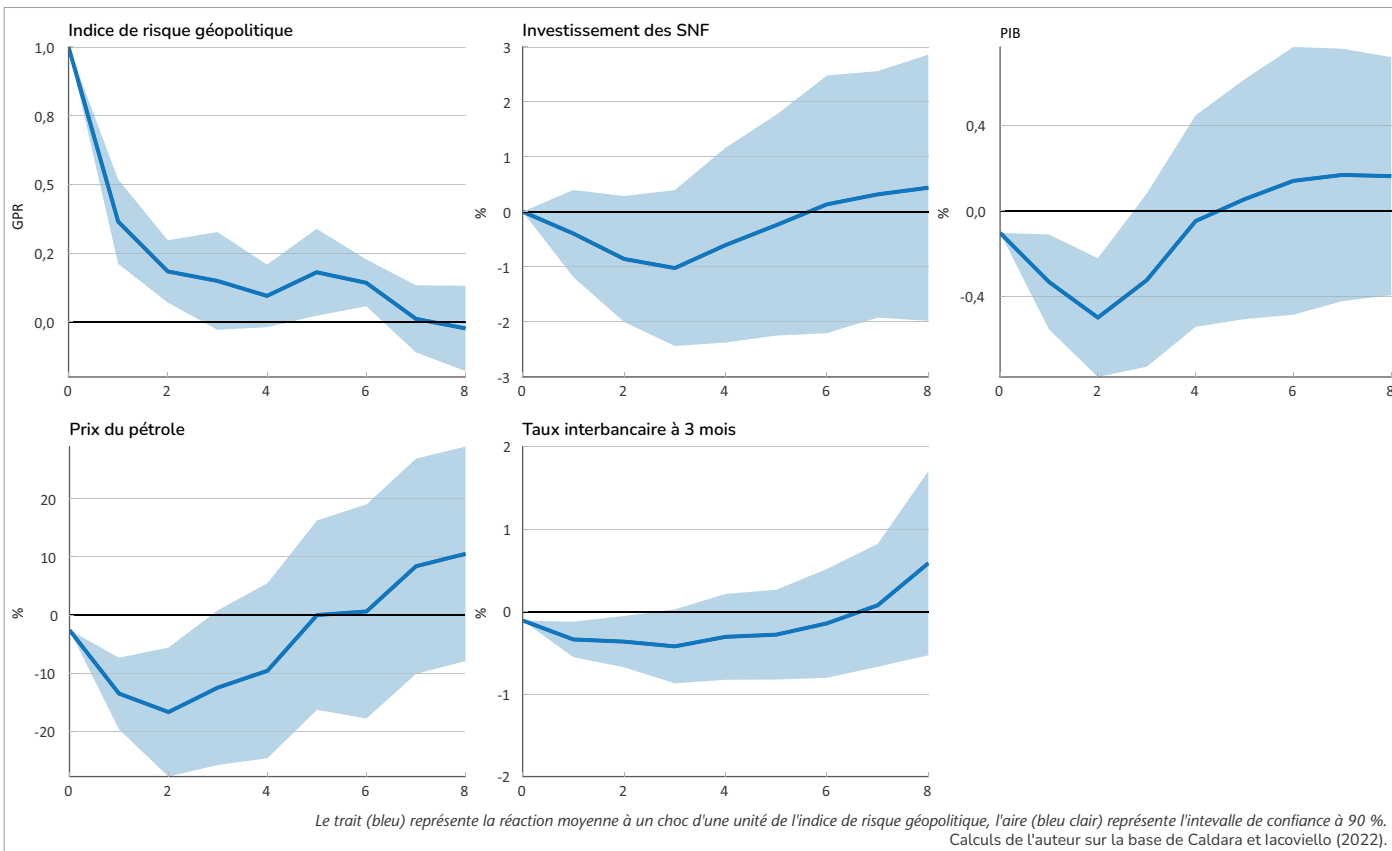 Indice de risque géopolitique
1,0
0,8
0,5
0,2
0,0
GPR
0 2 4 6 8
Investissement des SNF
3
2
1
0
-1
-2
-3
%
0 2 4 6 8
PIB
0,4
0,0
-0,4
%
0 2 4 6 8
Prix du pétrole
20
10
0
-10
-20
%
0 2 4 6 8
Taux interbancaire à 3 mois
2
1
0
-1
-2
%
0 2 4 6 8
Le trait (bleu) représente la réaction moyenne à un choc d'une unité de l'indice de risque géopolitique, l'aire (bleu clair) représente l'intevalle de confiance à 90 %.
Calculs de l'auteur sur la base de Caldara et Iacoviello (2022).